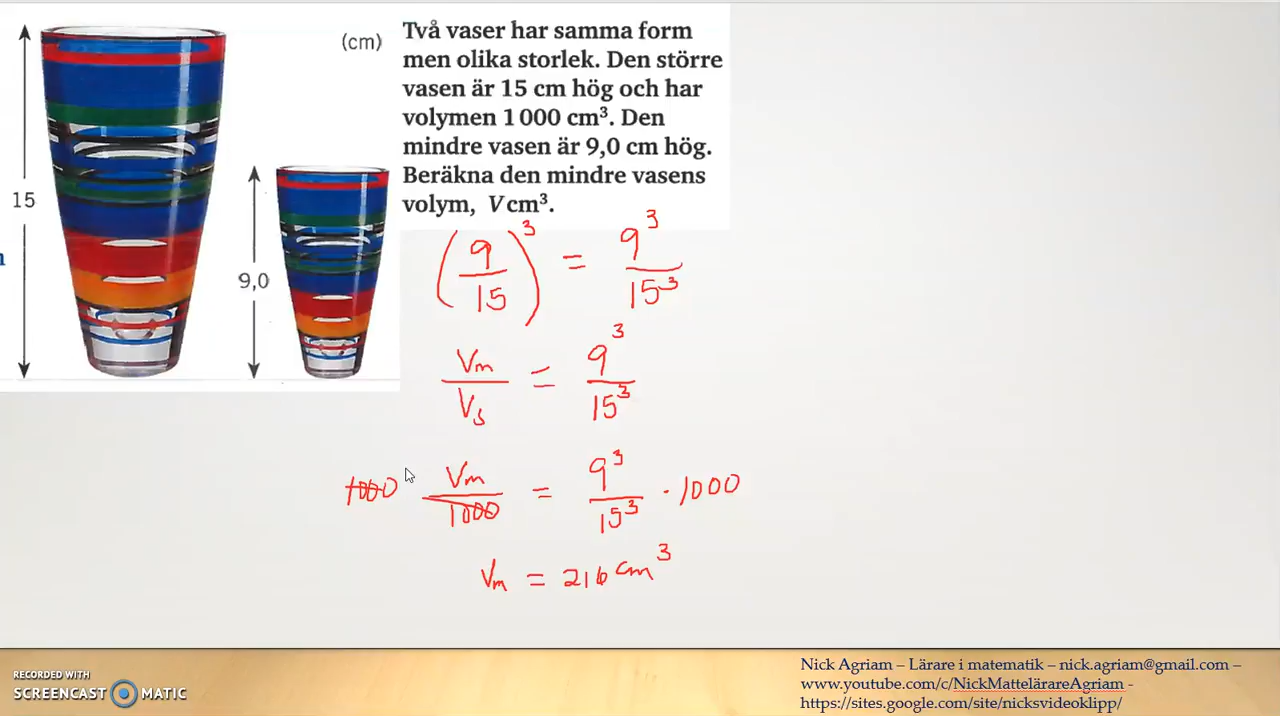 15
9,0
(cm)
Två vaser har samma form
men olika storlek. Den större
vasen är 15 cm hög och har
volymen 1 000 cm³. Den
mindre vasen är 9,0 cm hög.
Beräkna den mindre vasens
volym, V cm³.
(9/15)³ = 9³/15³
Vm/Vs = 9³/15³
1000 Vm/1000 = 9³/15³ · 1000
Vm = 216 cm³
RECORDED WITH
SCREENCAST MATIC
Nick Agriam – Lärare i matematik – nick.agriam@gmail.com –
www.youtube.com/c/NickMattelärareAgriam -
https://sites.google.com/site/nicksvideoklipp/